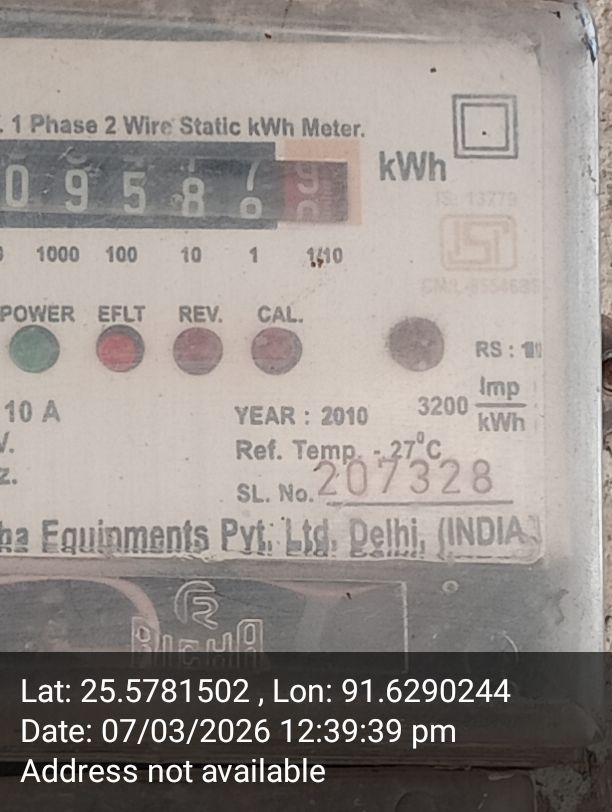 1 Phase 2 Wire Static kWh Meter.
0 9 5 8 kWh
1000 100 10 1 1/10
IS: 13779
ISI
POWER EFLT REV. CAL.
RS :
10 A
YEAR : 2010
3200 Imp
kWh
Ref. Temp. - 27°C
SL. No. 207328
Equipments Pvt. Ltd. Delhi, (INDIA
Lat: 25.5781502 , Lon: 91.6290244
Date: 07/03/2026 12:39:39 pm
Address not available